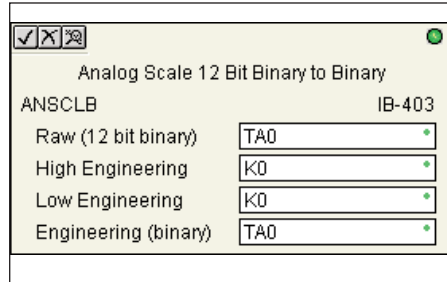 Analog Scale 12 Bit Binary to Binary
ANSCLB IB-403
Raw (12 bit binary) TA0
High Engineering K0
Low Engineering K0
Engineering (binary) TA0